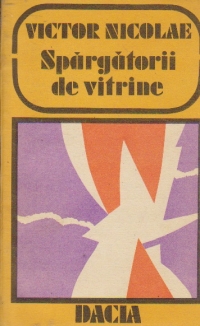 VICTOR NICOLAE
Spărgătorii
de vitrine
DACIA